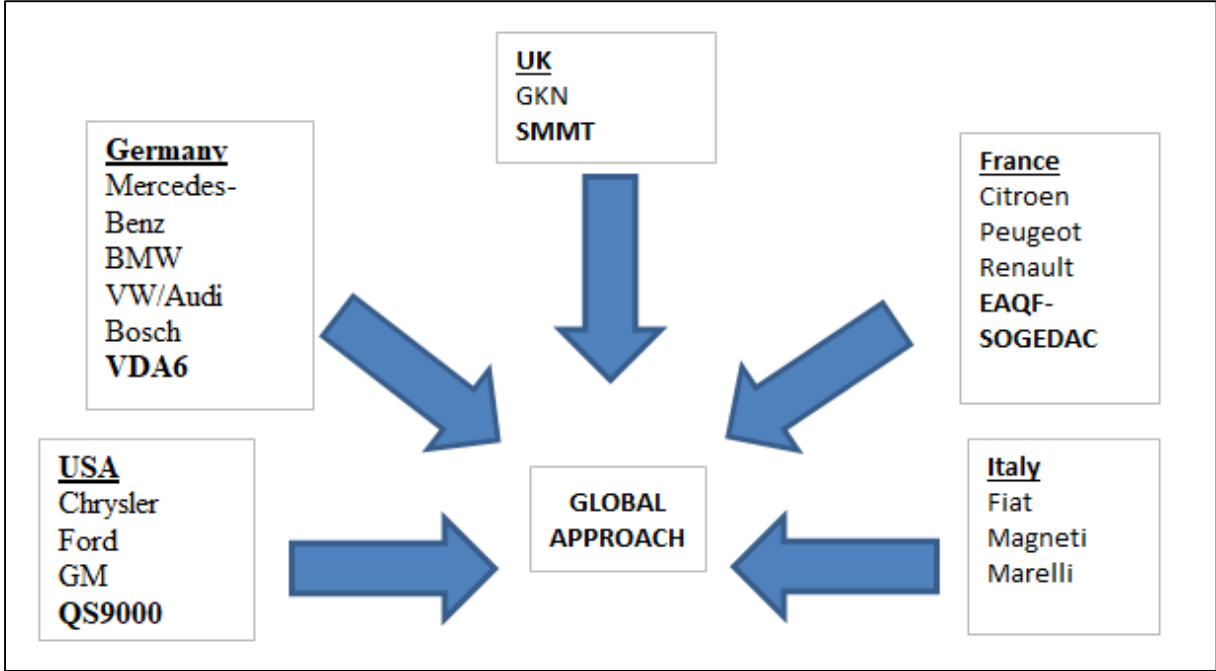 UK
GKN
SMMT
Germany
Mercedes-
Benz
BMW
VW/Audi
Bosch
VDA6
France
Citroen
Peugeot
Renault
EAQF-
SOGEDAC
USA
Chrysler
Ford
GM
QS9000
GLOBAL
APPROACH
Italy
Fiat
Magneti
Marelli